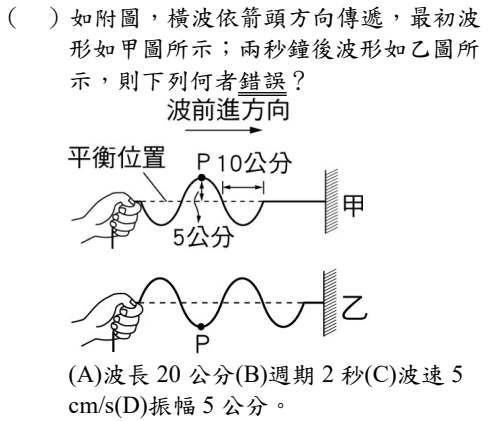 （　）如附圖，橫波依箭頭方向傳遞，最初波
形如甲圖所示；兩秒鐘後波形如乙圖所
示，則下列何者錯誤？
波前進方向
平衡位置
P
10公分
5公分
甲
乙
P
(A)波長 20 公分(B)週期 2 秒(C)波速 5
cm/s(D)振幅 5 公分。